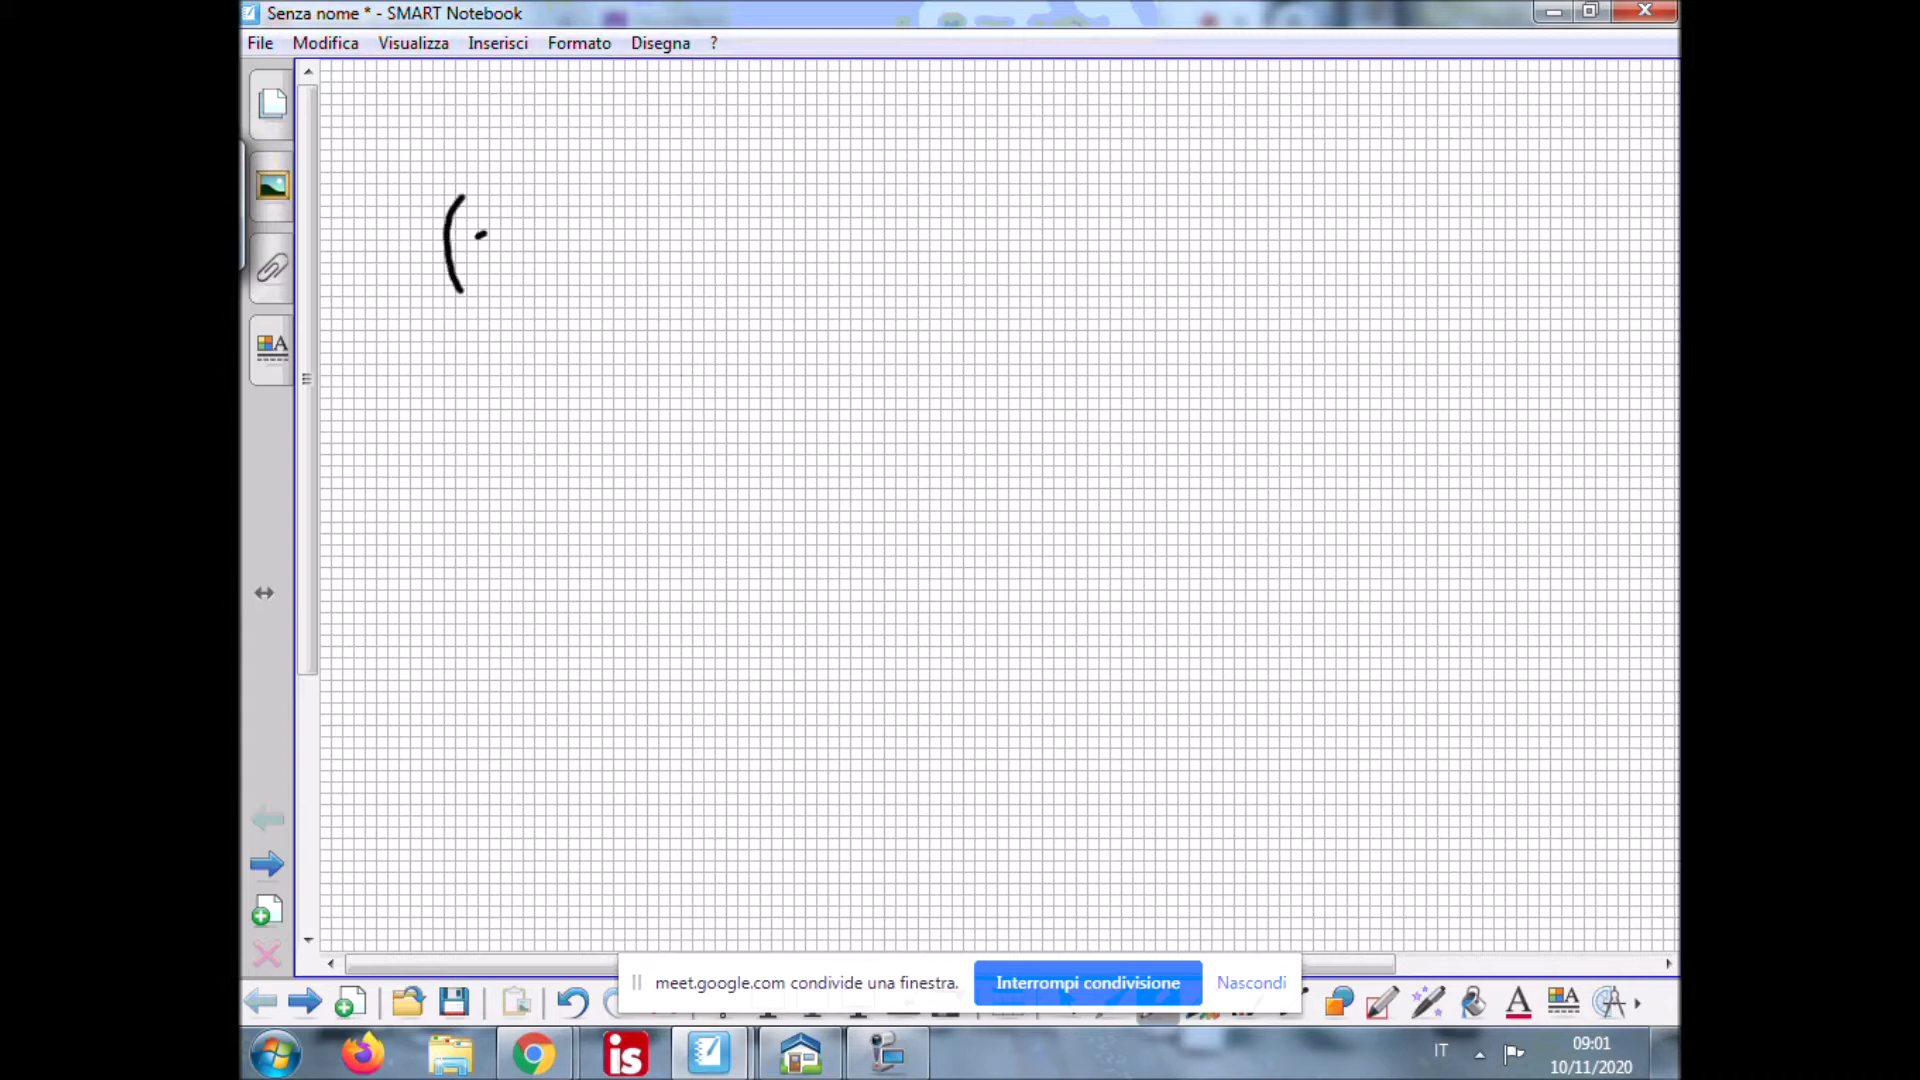 Senza nome * - SMART Notebook
File Modifica Visualizza Inserisci Formato Disegna ?
(-
meet.google.com condivide una finestra. Interrompi condivisione Nascondi
is
IT
09:01
10/11/2020